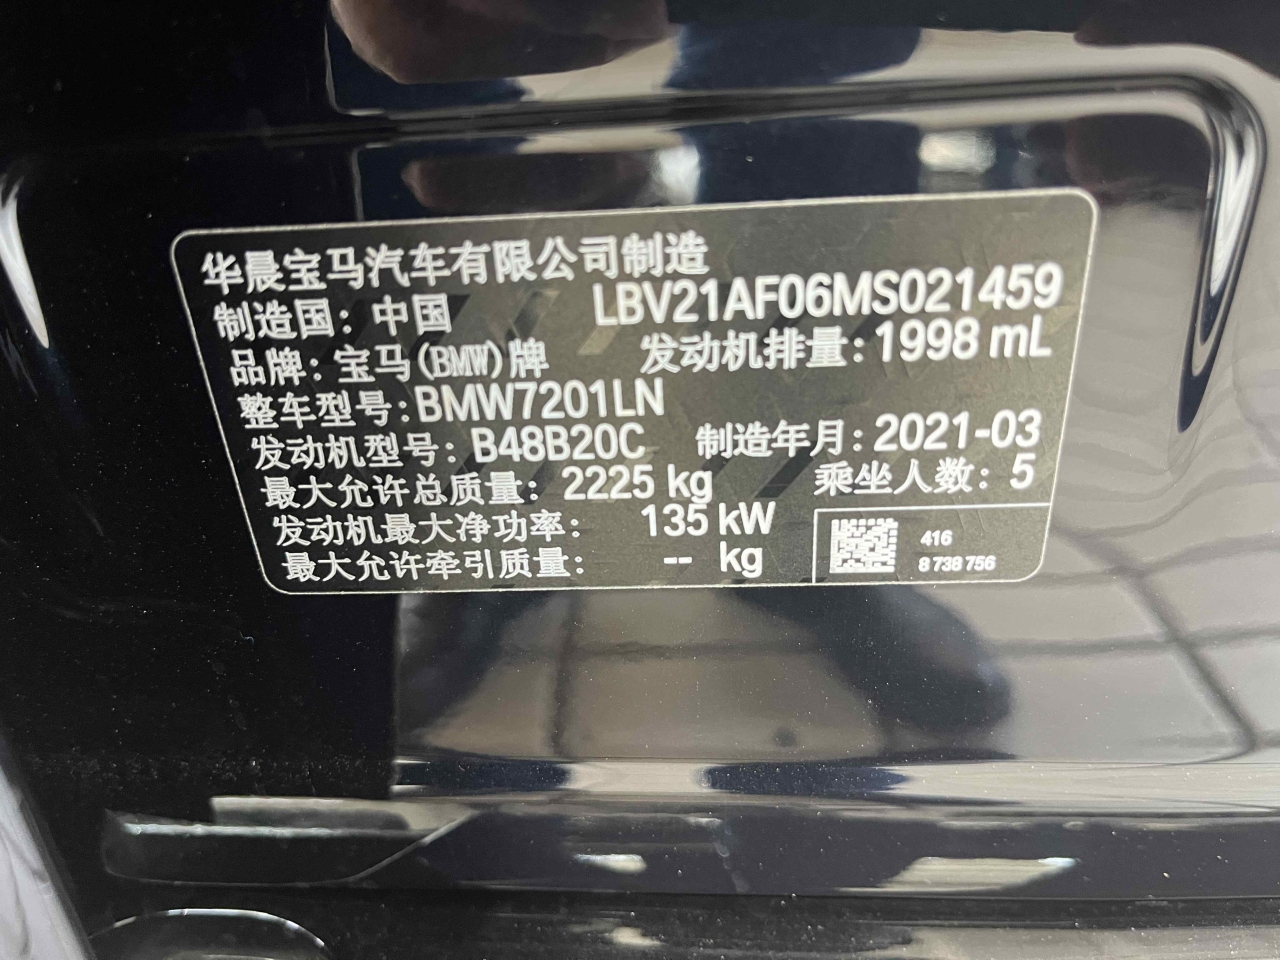 华晨宝马汽车有限公司制造
制造国：中国 LBV21AF06MS021459
品牌：宝马(BMW)牌 发动机排量：1998 mL
整车型号：BMW7201LN
发动机型号：B48B20C 制造年月：2021-03
最大允许总质量：2225 kg 乘坐人数：5
发动机最大净功率：135 kW
最大允许牵引质量：-- kg
416
8 738 756